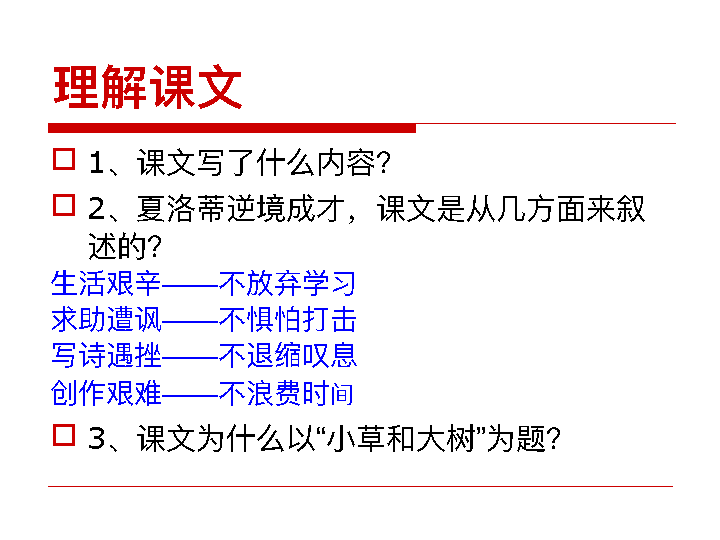 理解课文
1、课文写了什么内容?
2、夏洛蒂逆境成才，课文是从几方面来叙
述的?
生活艰辛——不放弃学习
求助遭讽——不惧怕打击
写诗遇挫——不退缩叹息
创作艰难——不浪费时间
3、课文为什么以“小草和大树”为题?